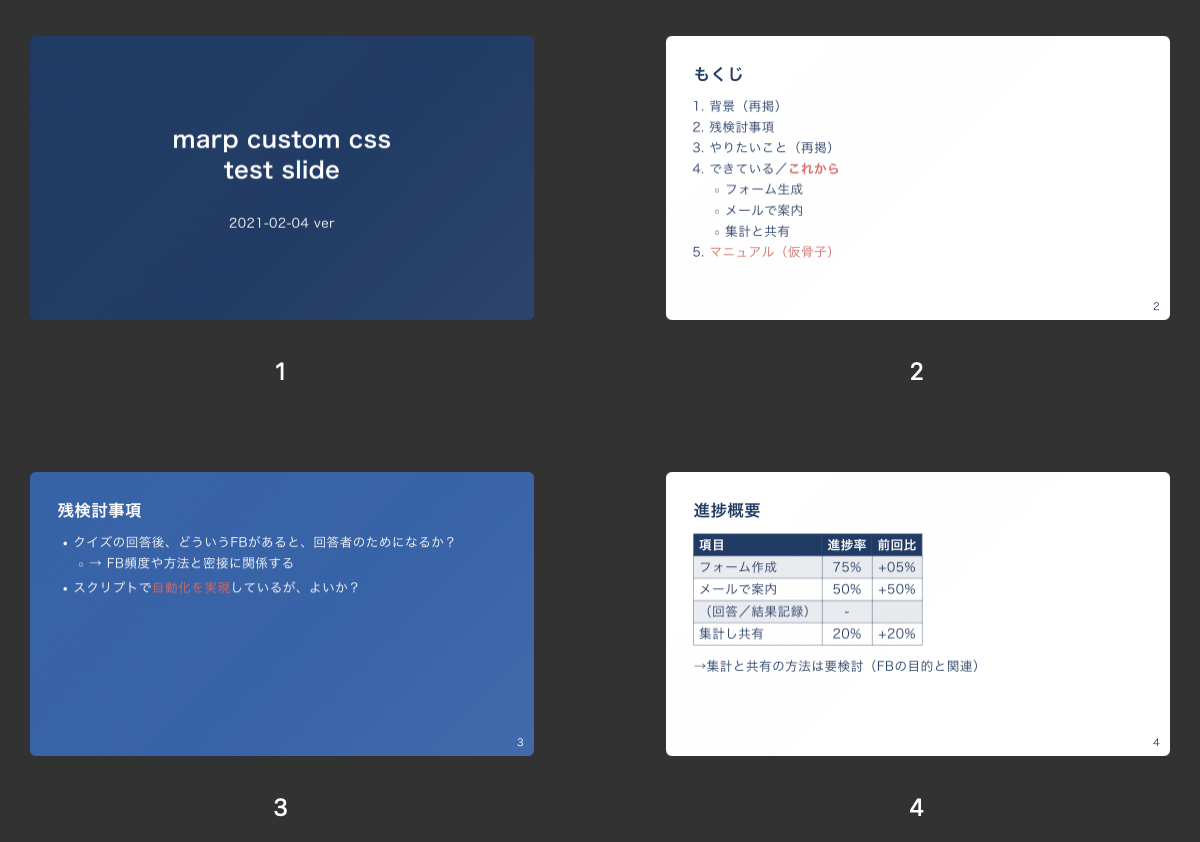 marp custom css
test slide
2021-02-04 ver
1
もくじ
1. 背景（再掲）
2. 残検討事項
3. やりたいこと（再掲）
4. できている／これから
◦ フォーム生成
◦ メールで案内
◦ 集計と共有
5. マニュアル（仮骨子）
2
2
残検討事項
• クイズの回答後、どういうFBがあると、回答者のためになるか？
◦ → FB頻度や方法と密接に関係する
• スクリプトで自動化を実現しているが、よいか？
3
3
進捗概要
項目 進捗率 前回比
フォーム作成 75% +05%
メールで案内 50% +50%
（回答／結果記録） -
集計し共有 20% +20%
→集計と共有の方法は要検討（FBの目的と関連）
4
4